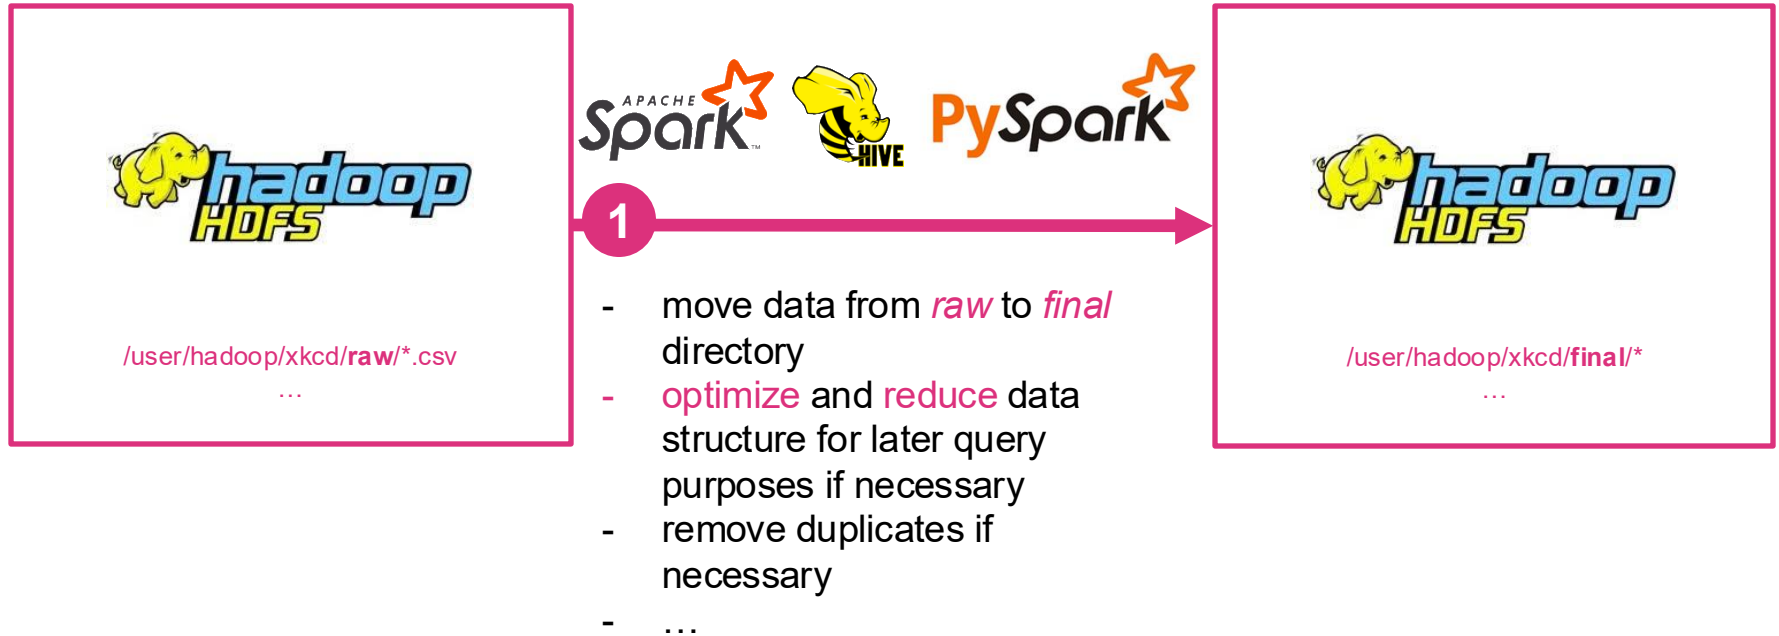 hadoop
HDFS
/user/hadoop/xkcd/raw/*.csv
...
APACHE
Spark™
HIVE
PySpark
1
- move data from raw to final
directory
- optimize and reduce data
structure for later query
purposes if necessary
- remove duplicates if
necessary
- ...
hadoop
HDFS
/user/hadoop/xkcd/final/*
...